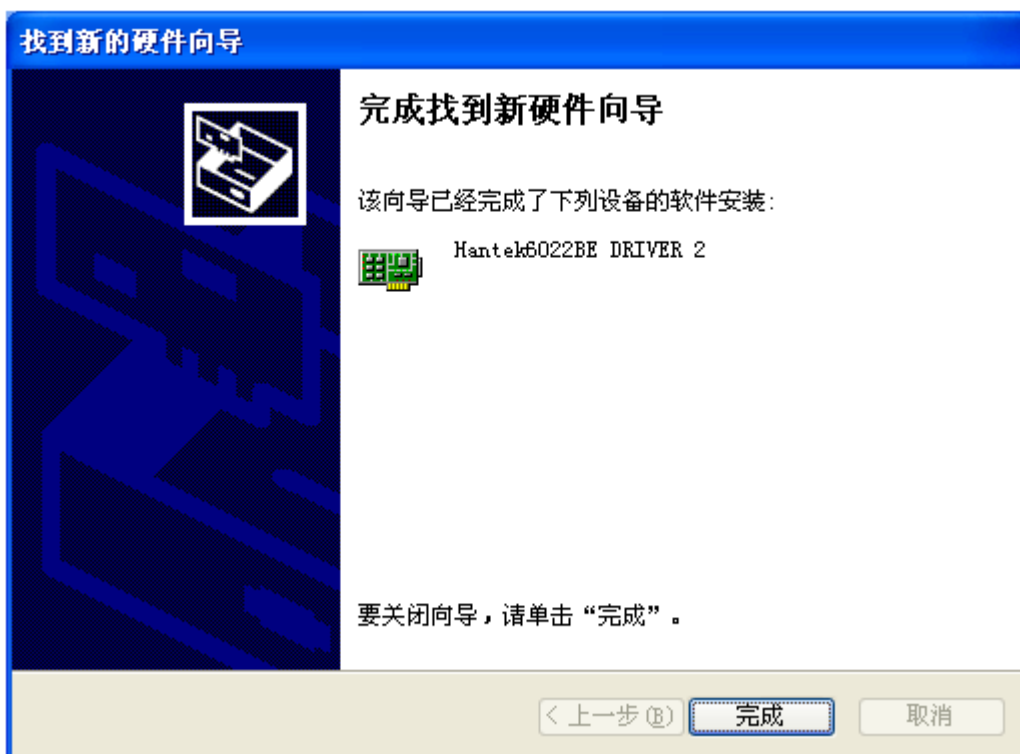 找到新的硬件向导
完成找到新硬件向导
该向导已经完成了下列设备的软件安装:
Hantek6022BE DRIVER 2
要关闭向导,请单击“完成”。
< 上一步(B)
完成
取消